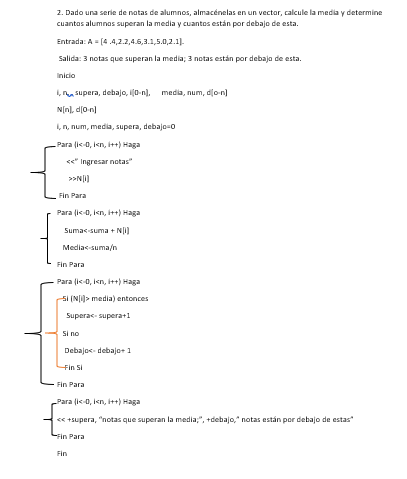 2. Dado una serie de notas de alumnos, almacénelas en un vector, calcule la media y determine
cuantos alumnos superan la media y cuantos están por debajo de esta.
Entrada: A = [4 .4,2.2,4.6,3.1,5.0,2.1].
Salida: 3 notas que superan la media; 3 notas están por debajo de esta.
Inicio
i, n, supera, debajo, i[0-n], media, num, d[o-n]
N[n], d[0-n]
i, n, num, media, supera, debajo=0
Para (i<-0, i<n, i++) Haga
<<" ingresar notas"
>>N[i]
Fin Para
Para (i<-0, i<n, i++) Haga
Suma<-suma + N[i]
Media<-suma/n
Fin Para
Para (i<-0, i<n, i++) Haga
Si (N[i]> media) entonces
Supera<- supera+1
Si no
Debajo<- debajo+ 1
Fin Si
Fin Para
Para (i<-0, i<n, i++) Haga
<< +supera, "notas que superan la media;", +debajo," notas están por debajo de estas"
Fin Para
Fin